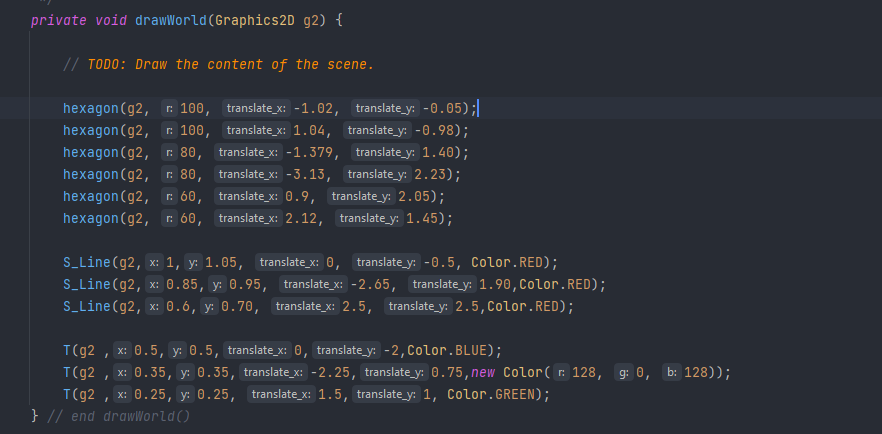 */
private void drawWorld(Graphics2D g2) {
// TODO: Draw the content of the scene.
hexagon(g2, r: 100, translate_x: -1.02, translate_y: -0.05);
hexagon(g2, r: 100, translate_x: 1.04, translate_y: -0.98);
hexagon(g2, r: 80, translate_x: -1.379, translate_y: 1.40);
hexagon(g2, r: 80, translate_x: -3.13, translate_y: 2.23);
hexagon(g2, r: 60, translate_x: 0.9, translate_y: 2.05);
hexagon(g2, r: 60, translate_x: 2.12, translate_y: 1.45);
S_Line(g2, x: 1, y: 1.05, translate_x: 0, translate_y: -0.5, Color.RED);
S_Line(g2, x: 0.85, y: 0.95, translate_x: -2.65, translate_y: 1.90,Color.RED);
S_Line(g2, x: 0.6, y: 0.70, translate_x: 2.5, translate_y: 2.5,Color.RED);
T(g2 , x: 0.5, y: 0.5, translate_x: 0, translate_y: -2,Color.BLUE);
T(g2 , x: 0.35, y: 0.35, translate_x: -2.25, translate_y: 0.75,new Color( r: 128, g: 0, b: 128));
T(g2 , x: 0.25, y: 0.25, translate_x: 1.5, translate_y: 1, Color.GREEN);
} // end drawWorld()